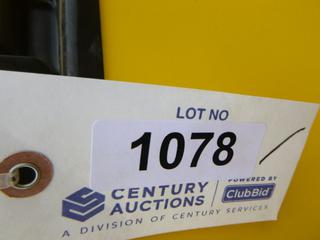 LOT NO
1078
CENTURY
AUCTIONS
POWERED BY
ClubBid
A DIVISION OF CENTURY SERVICES